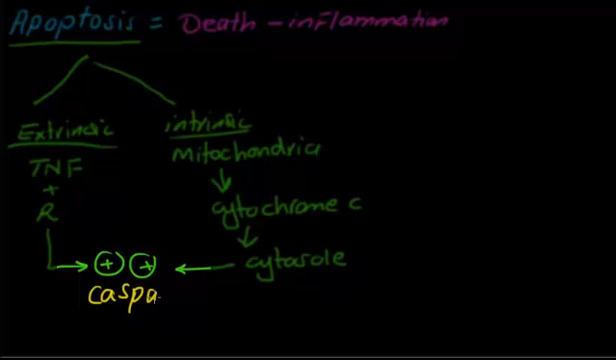 Apoptosis = Death - inflammation
Extrinsic intrinsic
TNF Mitochondria
+
R cytochrome c
cytosole
+ +
caspa